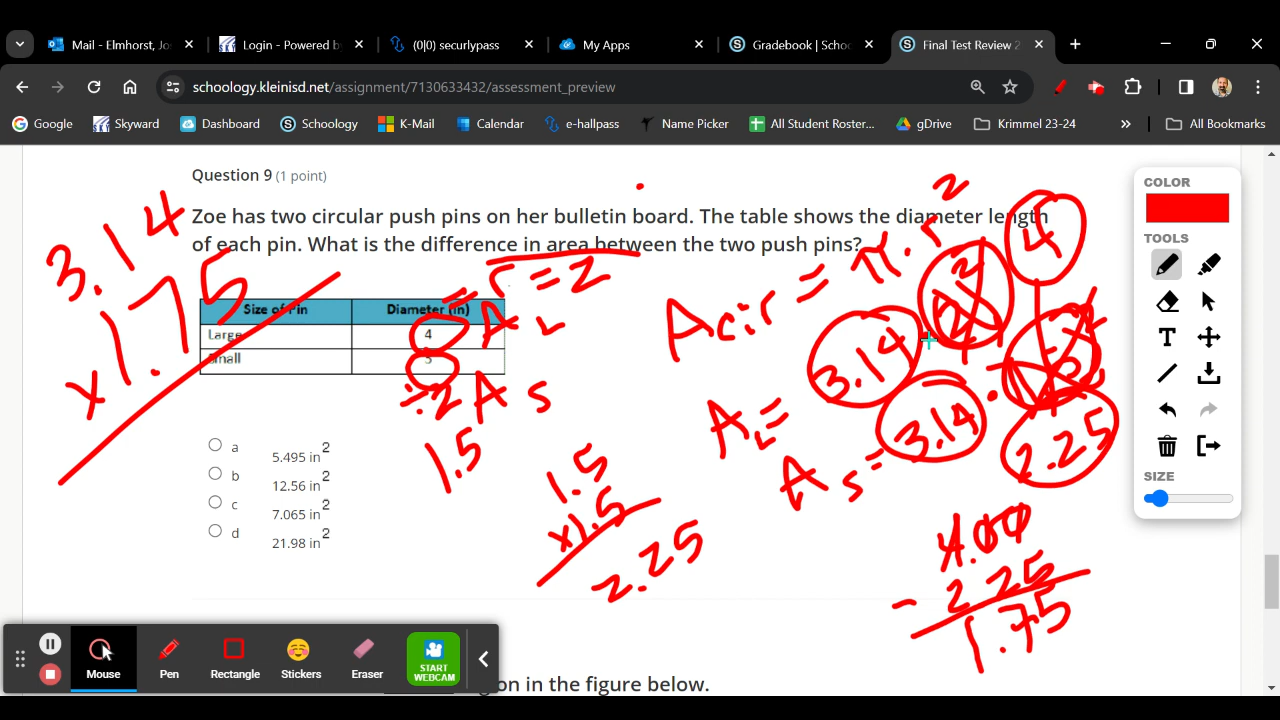 Mail - Elmhorst, Jos
Login - Powered by
(0|0) securlypass
My Apps
Gradebook | Schoo
Final Test Review 2
schoology.kleinisd.net/assignment/7130633432/assessment_preview
Google
Skyward
Dashboard
Schoology
K-Mail
Calendar
e-hallpass
Name Picker
All Student Roster...
gDrive
Krimmel 23-24
»
All Bookmarks
Question 9 (1 point)
Zoe has two circular push pins on her bulletin board. The table shows the diameter length
of each pin. What is the difference in area between the two push pins?
Size of Pin Diameter (in)
Large 4
Small 3
a 5.495 in²
b 12.56 in²
c 7.065 in²
d 21.98 in²
3.14
x1.75
= r = 2
A L
÷2 A s
1.5
1.5
x1.5
2.25
A cir = π.r²
4
A L = 3.14
A s = 3.14 . 2.25
4.00
- 2 25
1.75
COLOR
TOOLS
T
SIZE
Mouse
Pen
Rectangle
Stickers
Eraser
START
WEBCAM
on in the figure below.